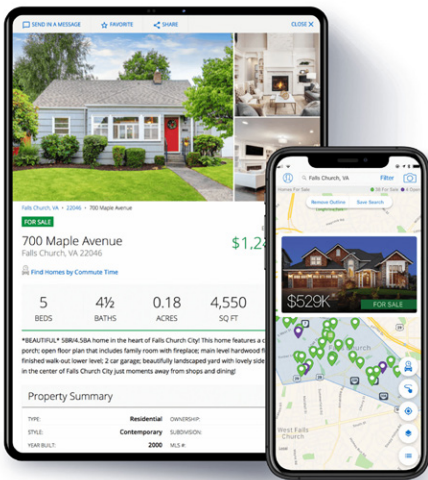 SEND IN A MESSAGE FAVORITE SHARE CLOSE X
Falls Church, VA • 22046 • 700 Maple Avenue
FOR SALE
700 Maple Avenue
Falls Church, VA 22046
Find Homes by Commute Time
5
BEDS
4½
BATHS
0.18
ACRES
4,550
SQ FT
*BEAUTIFUL* 5BR/4.5BA home in the heart of Falls Church City! This home features a c
porch; open floor plan that includes family room with fireplace; main level hardwood f
finished walk-out lower level; 2 car garage; beautifully landscaped yard with lovely side
in the center of Falls Church City just moments away from shops and dining!
Property Summary
TYPE: Residential OWNERSHIP:
STYLE: Contemporary SUBDIVISION:
YEAR BUILT: 2000 MLS #:
Falls Church, VA Filter
Homes For Sale
Remove Outline Save Search
$529K
FOR SALE
West Falls
Church